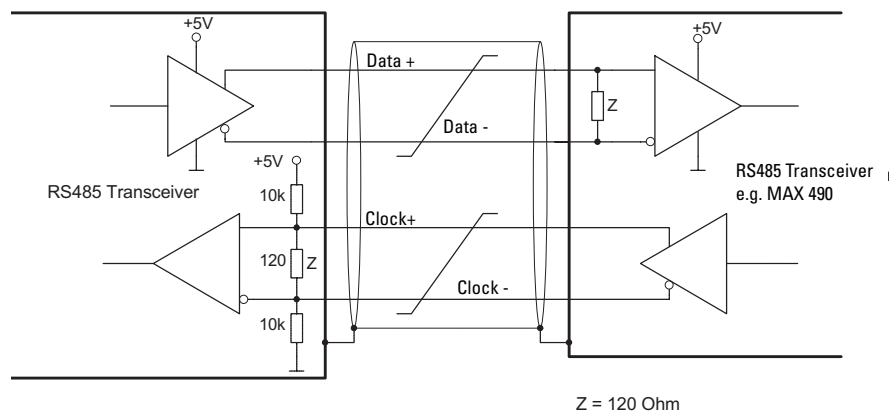 +5V
+5V
Data +
Z
Data -
+5V
RS485 Transceiver
e.g. MAX 490
RS485 Transceiver
10k
Clock+
120
Z
Clock -
10k
Z = 120 Ohm